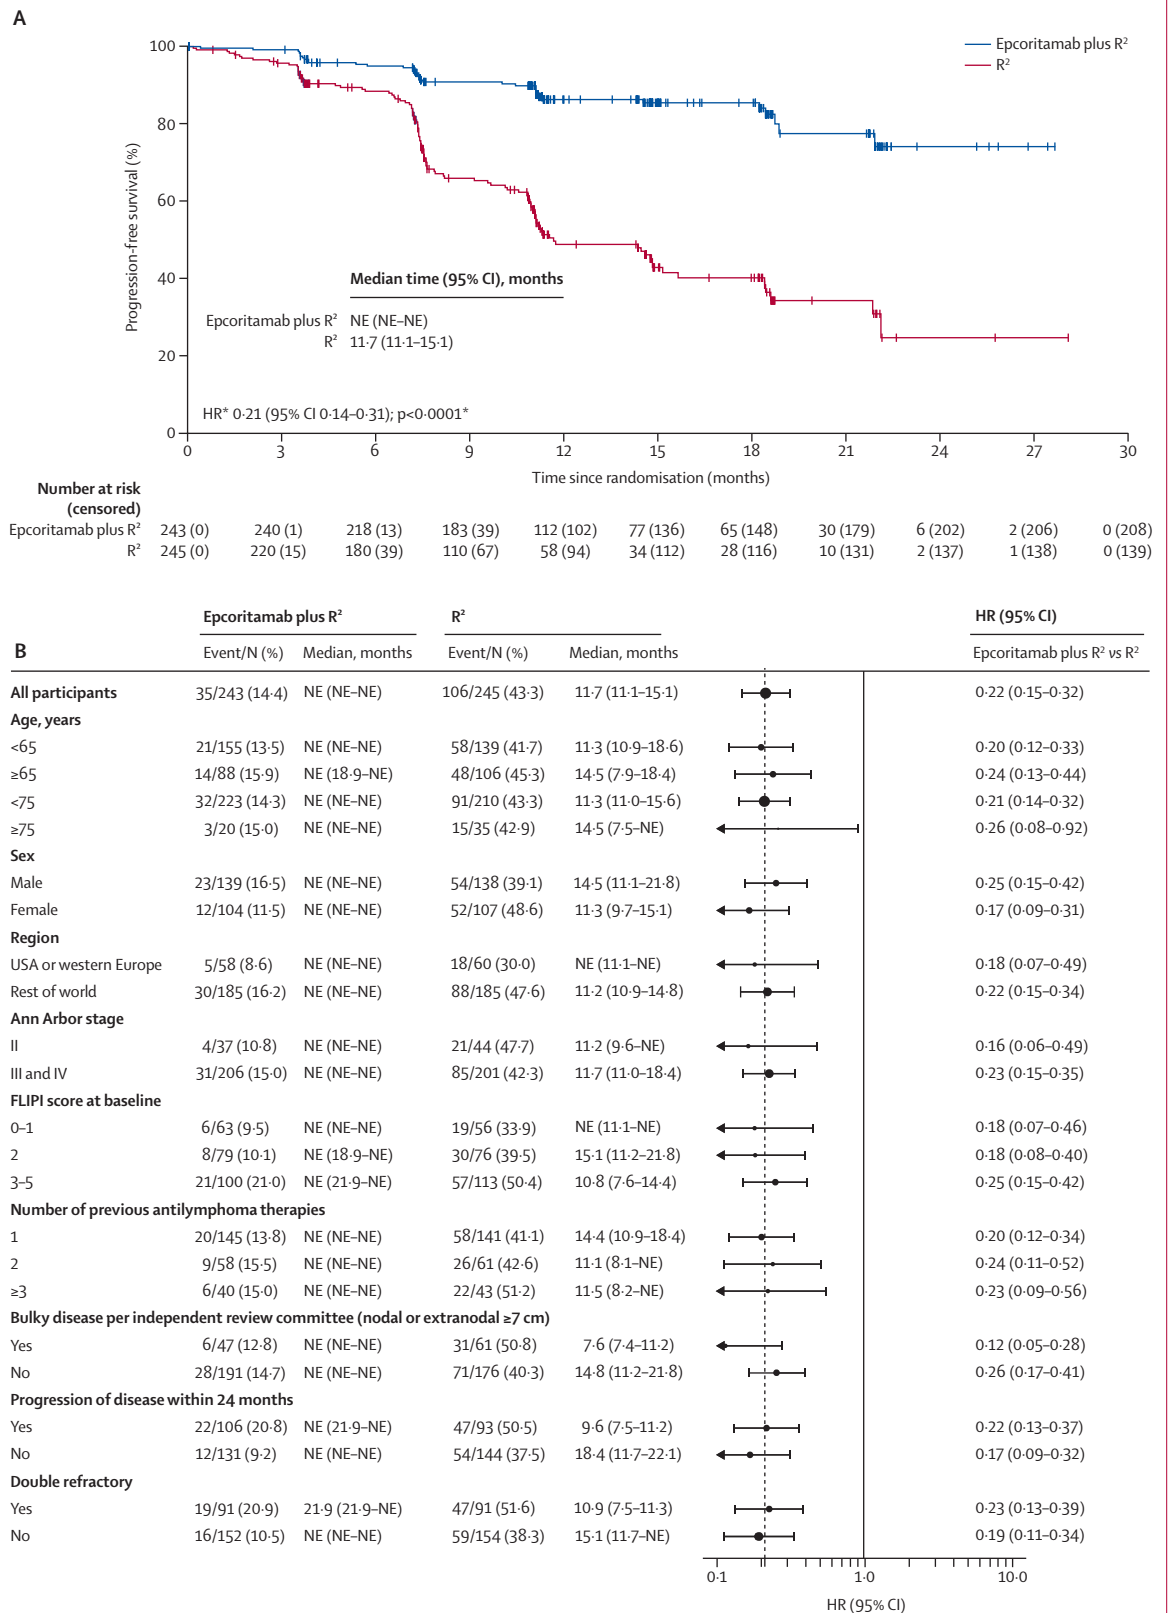 A
100
80
60
40
20
0
Progression-free survival (%)
Epcoritamab plus R²
R²
Median time (95% CI), months
Epcoritamab plus R² NE (NE–NE)
R² 11·7 (11·1–15·1)
HR* 0·21 (95% CI 0·14–0·31); p<0·0001*
0 3 6 9 12 15 18 21 24 27 30
Time since randomisation (months)
Number at risk
(censored)
Epcoritamab plus R² 243 (0) 240 (1) 218 (13) 183 (39) 112 (102) 77 (136) 65 (148) 30 (179) 6 (202) 2 (206) 0 (208)
R² 245 (0) 220 (15) 180 (39) 110 (67) 58 (94) 34 (112) 28 (116) 10 (131) 2 (137) 1 (138) 0 (139)
Epcoritamab plus R² R² HR (95% CI)
B Event/N (%) Median, months Event/N (%) Median, months Epcoritamab plus R² vs R²
All participants 35/243 (14·4) NE (NE–NE) 106/245 (43·3) 11·7 (11·1–15·1) 0·22 (0·15–0·32)
Age, years
<65 21/155 (13·5) NE (NE–NE) 58/139 (41·7) 11·3 (10·9–18·6) 0·20 (0·12–0·33)
≥65 14/88 (15·9) NE (18·9–NE) 48/106 (45·3) 14·5 (7·9–18·4) 0·24 (0·13–0·44)
<75 32/223 (14·3) NE (NE–NE) 91/210 (43·3) 11·3 (11·0–15·6) 0·21 (0·14–0·32)
≥75 3/20 (15·0) NE (NE–NE) 15/35 (42·9) 14·5 (7·5–NE) 0·26 (0·08–0·92)
Sex
Male 23/139 (16·5) NE (NE–NE) 54/138 (39·1) 14·5 (11·1–21·8) 0·25 (0·15–0·42)
Female 12/104 (11·5) NE (NE–NE) 52/107 (48·6) 11·3 (9·7–15·1) 0·17 (0·09–0·31)
Region
USA or western Europe 5/58 (8·6) NE (NE–NE) 18/60 (30·0) NE (11·1–NE) 0·18 (0·07–0·49)
Rest of world 30/185 (16·2) NE (NE–NE) 88/185 (47·6) 11·2 (10·9–14·8) 0·22 (0·15–0·34)
Ann Arbor stage
II 4/37 (10·8) NE (NE–NE) 21/44 (47·7) 11·2 (9·6–NE) 0·16 (0·06–0·49)
III and IV 31/206 (15·0) NE (NE–NE) 85/201 (42·3) 11·7 (11·0–18·4) 0·23 (0·15–0·35)
FLIPI score at baseline
0–1 6/63 (9·5) NE (NE–NE) 19/56 (33·9) NE (11·1–NE) 0·18 (0·07–0·46)
2 8/79 (10·1) NE (18·9–NE) 30/76 (39·5) 15·1 (11·2–21·8) 0·18 (0·08–0·40)
3–5 21/100 (21·0) NE (21·9–NE) 57/113 (50·4) 10·8 (7·6–14·4) 0·25 (0·15–0·42)
Number of previous antilymphoma therapies
1 20/145 (13·8) NE (NE–NE) 58/141 (41·1) 14·4 (10·9–18·4) 0·20 (0·12–0·34)
2 9/58 (15·5) NE (NE–NE) 26/61 (42·6) 11·1 (8·1–NE) 0·24 (0·11–0·52)
≥3 6/40 (15·0) NE (NE–NE) 22/43 (51·2) 11·5 (8·2–NE) 0·23 (0·09–0·56)
Bulky disease per independent review committee (nodal or extranodal ≥7 cm)
Yes 6/47 (12·8) NE (NE–NE) 31/61 (50·8) 7·6 (7·4–11·2) 0·12 (0·05–0·28)
No 28/191 (14·7) NE (NE–NE) 71/176 (40·3) 14·8 (11·2–21·8) 0·26 (0·17–0·41)
Progression of disease within 24 months
Yes 22/106 (20·8) NE (21·9–NE) 47/93 (50·5) 9·6 (7·5–11·2) 0·22 (0·13–0·37)
No 12/131 (9·2) NE (NE–NE) 54/144 (37·5) 18·4 (11·7–22·1) 0·17 (0·09–0·32)
Double refractory
Yes 19/91 (20·9) 21·9 (21·9–NE) 47/91 (51·6) 10·9 (7·5–11·3) 0·23 (0·13–0·39)
No 16/152 (10·5) NE (NE–NE) 59/154 (38·3) 15·1 (11·7–NE) 0·19 (0·11–0·34)
0·1 1·0 10·0
HR (95% CI)